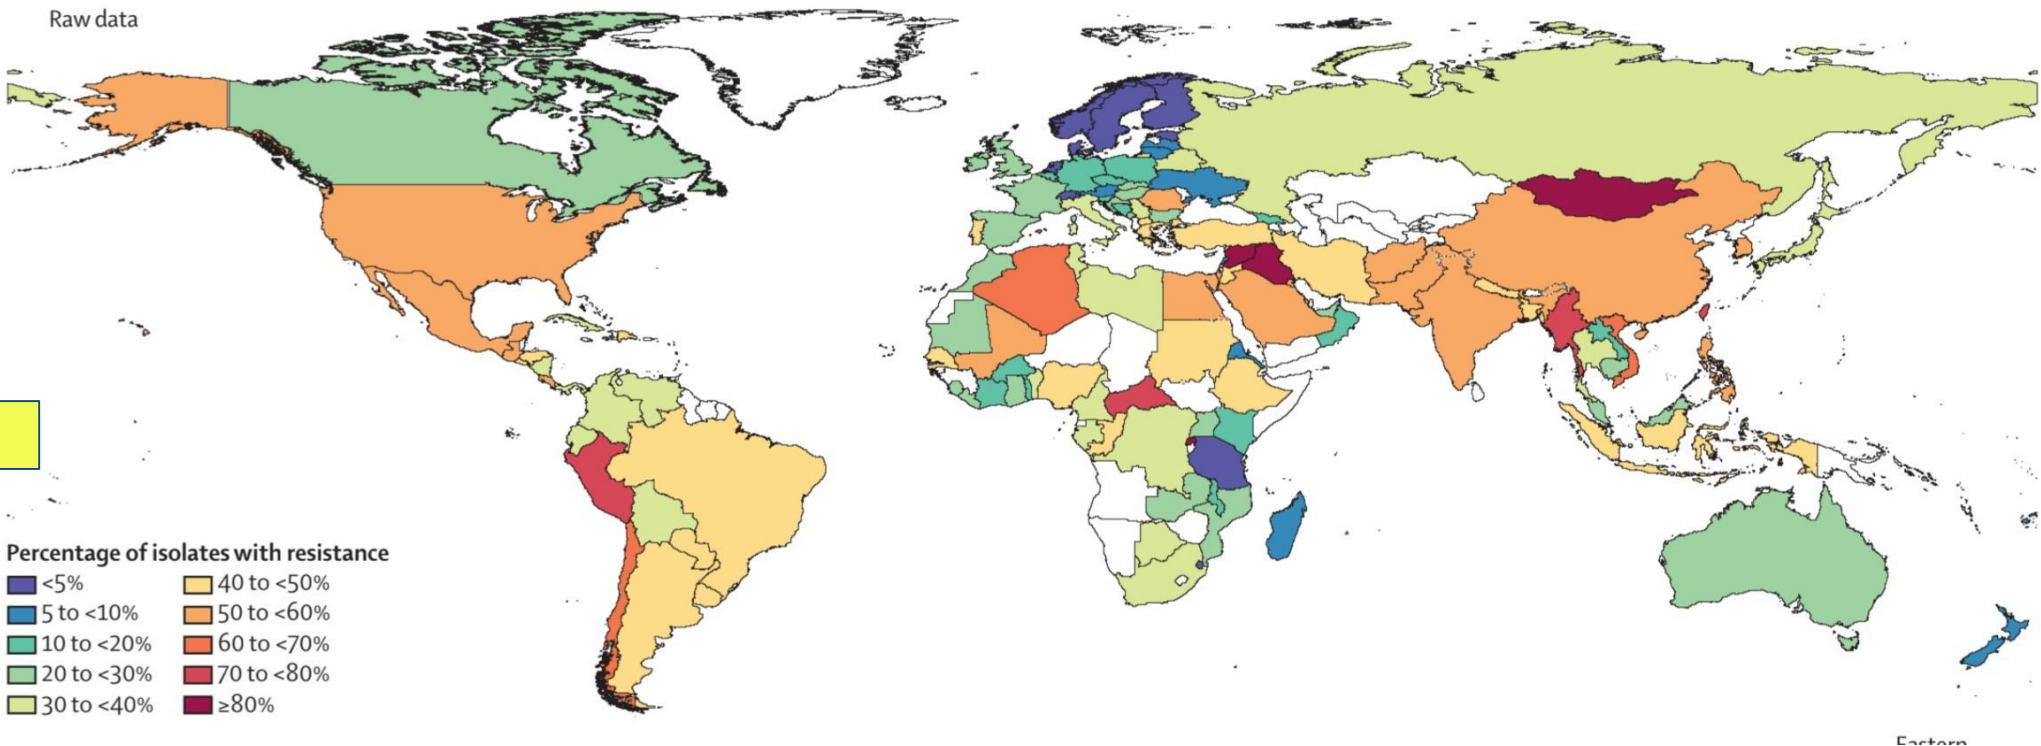 Raw data
Percentage of isolates with resistance
<5%
5 to <10%
10 to <20%
20 to <30%
30 to <40%
40 to <50%
50 to <60%
60 to <70%
70 to <80%
≥80%